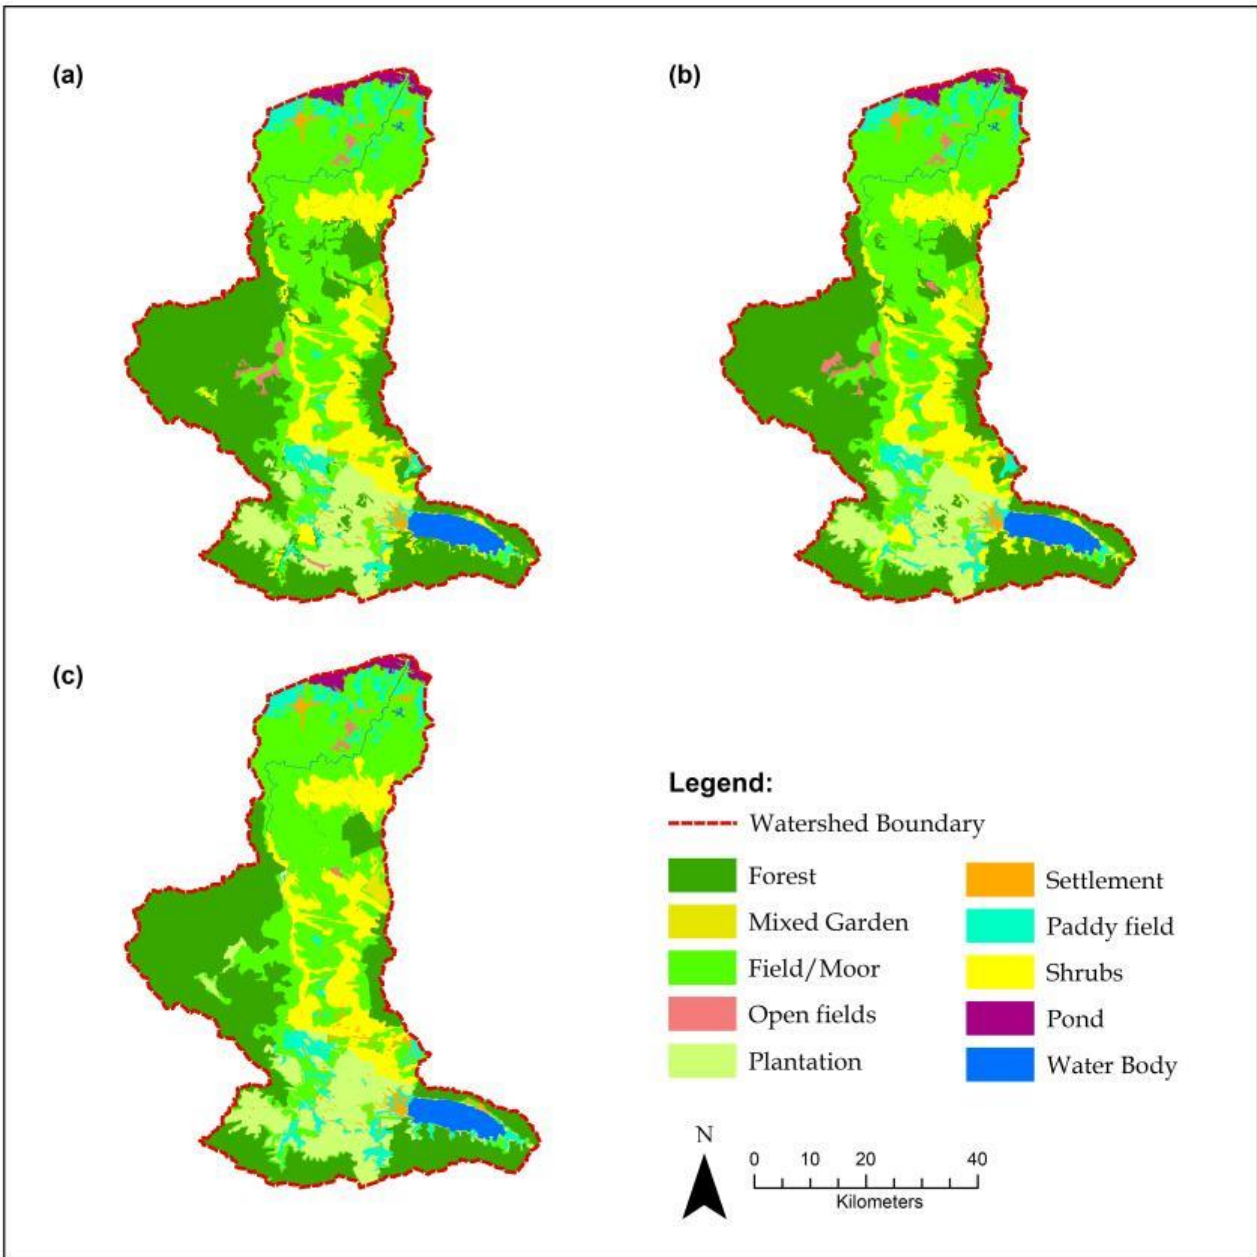 (a)
(b)
(c)
Legend:
Watershed Boundary
Forest
Mixed Garden
Field/Moor
Open fields
Plantation
Settlement
Paddy field
Shrubs
Pond
Water Body
N
0 10 20 40
Kilometers